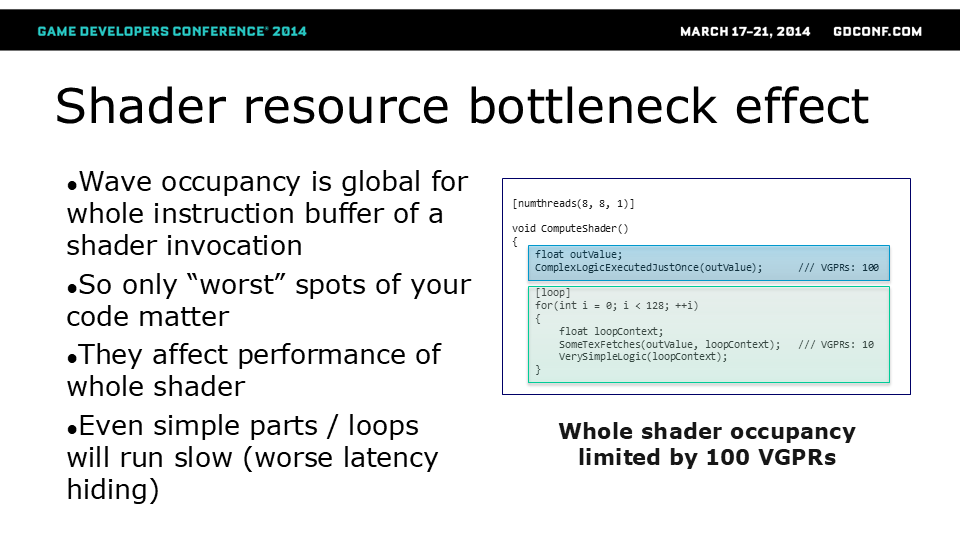 GAME DEVELOPERS CONFERENCE® 2014
MARCH 17–21, 2014 GDCONF.COM
Shader resource bottleneck effect
●Wave occupancy is global for
whole instruction buffer of a
shader invocation
●So only “worst” spots of your
code matter
●They affect performance of
whole shader
●Even simple parts / loops
will run slow (worse latency
hiding)
[numthreads(8, 8, 1)]
void ComputeShader()
{
float outValue;
ComplexLogicExecutedJustOnce(outValue); /// VGPRs: 100
[loop]
for(int i = 0; i < 128; ++i)
{
float loopContext;
SomeTexFetches(outValue, loopContext); /// VGPRs: 10
VerySimpleLogic(loopContext);
}
Whole shader occupancy
limited by 100 VGPRs